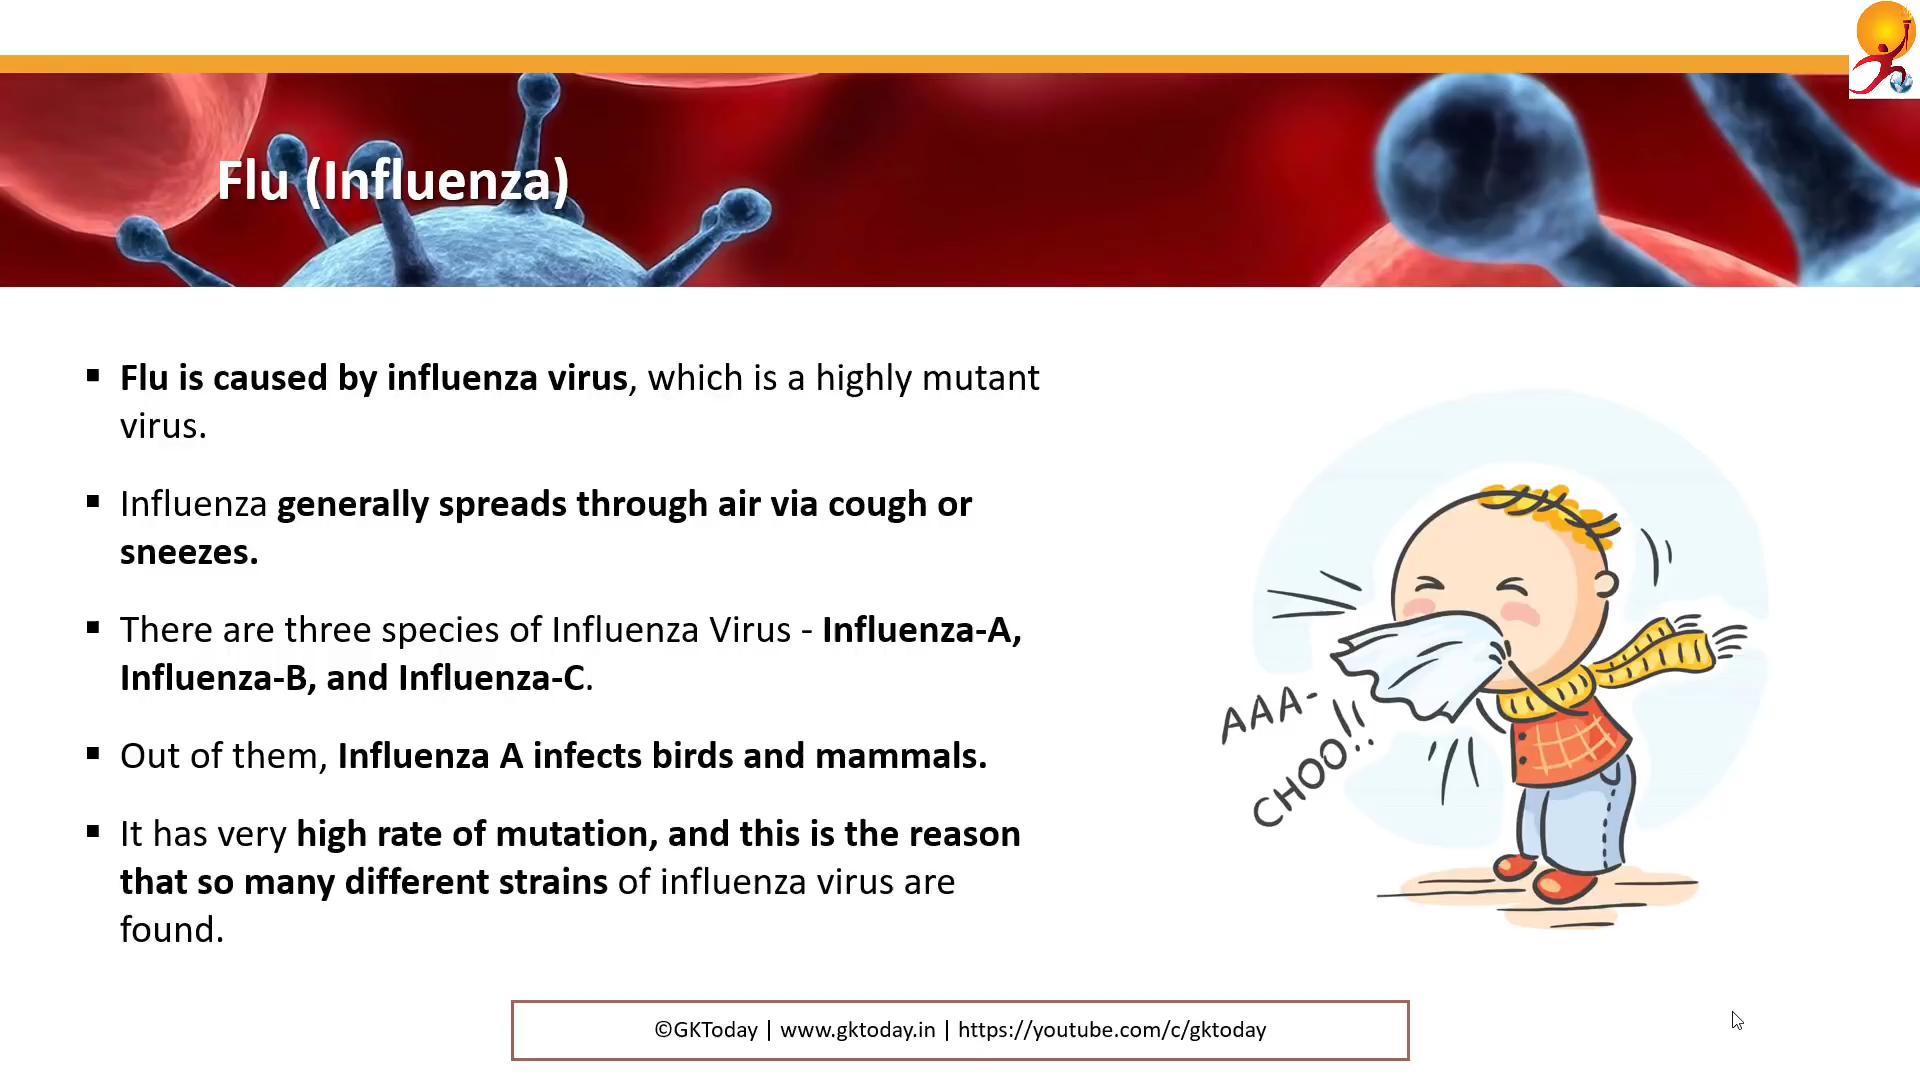 Flu (Influenza)
▪ Flu is caused by influenza virus, which is a highly mutant
virus.
▪ Influenza generally spreads through air via cough or
sneezes.
▪ There are three species of Influenza Virus - Influenza-A,
Influenza-B, and Influenza-C.
▪ Out of them, Influenza A infects birds and mammals.
▪ It has very high rate of mutation, and this is the reason
that so many different strains of influenza virus are
found.
AAA-
CHOO!!
©GKToday | www.gktoday.in | https://youtube.com/c/gktoday